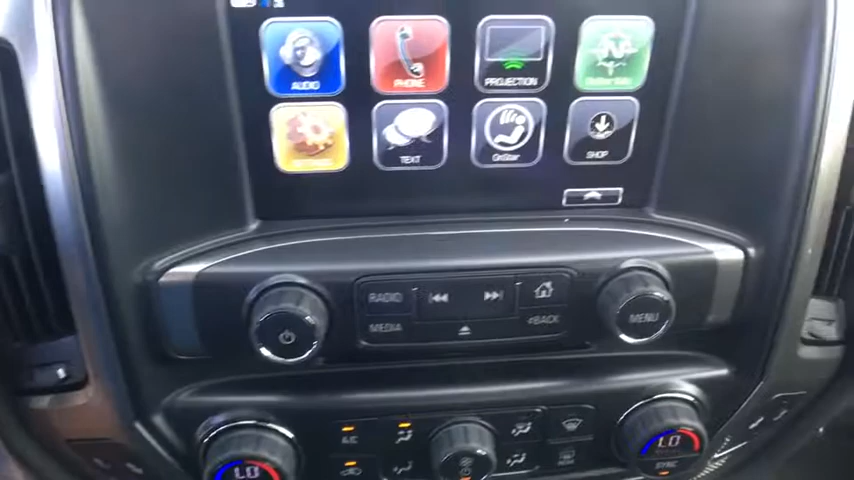 AUDIO PHONE PROJECTION
TEXT OnStar SHOP
RADIO
MEDIA BACK MENU
LO LO
SYNC